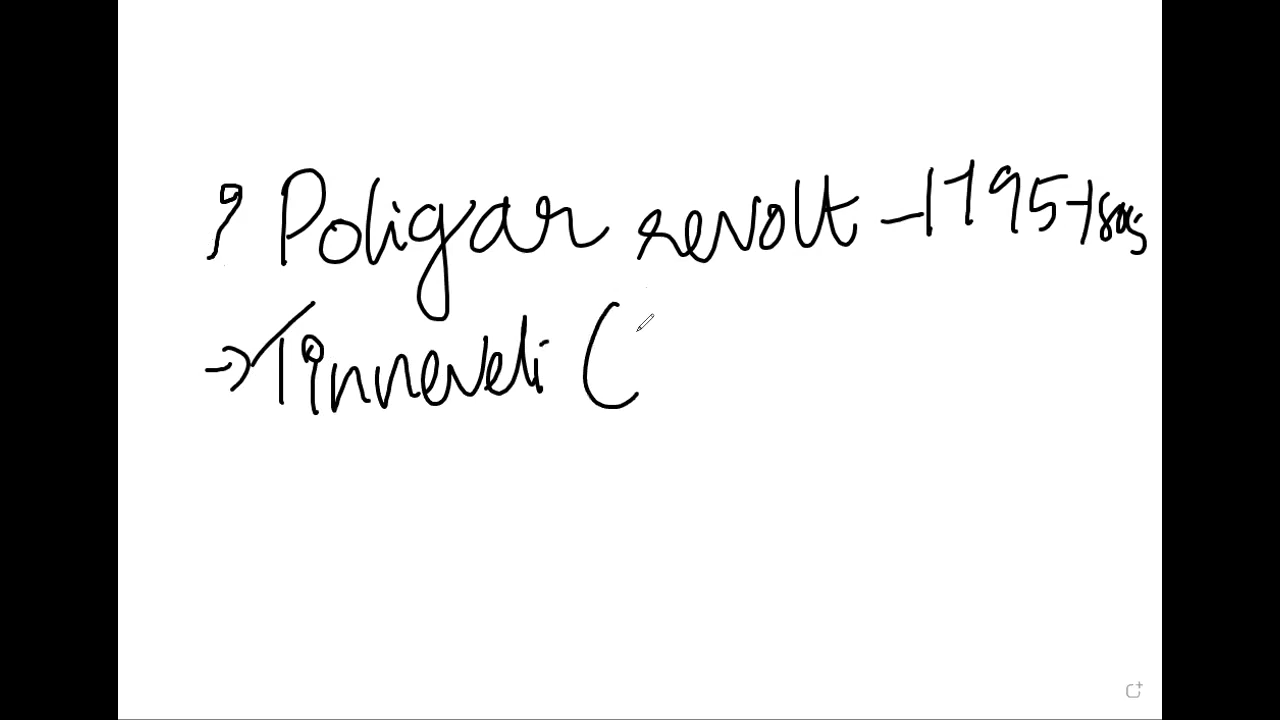 ? Poligar revolt - 1795-1805
→ Tinneveli (